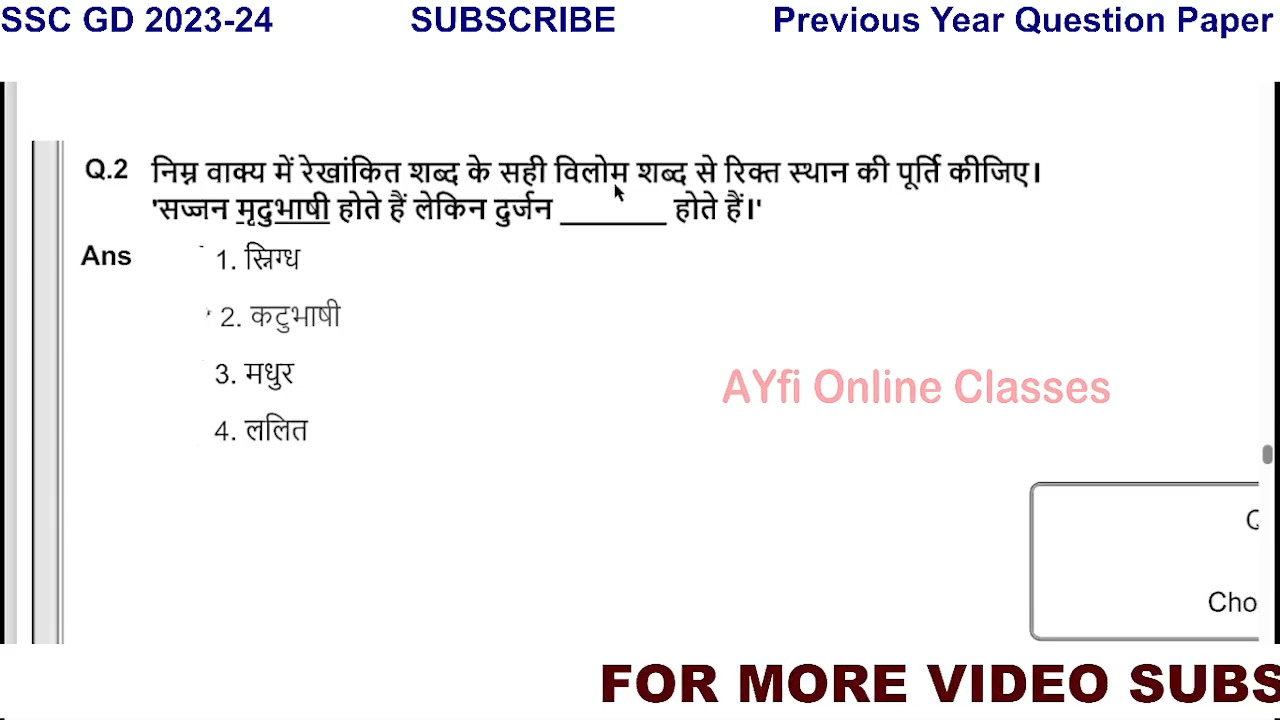 SSC GD 2023-24 SUBSCRIBE Previous Year Question Paper
Q.2 निम्न वाक्य में रेखांकित शब्द के सही विलोम शब्द से रिक्त स्थान की पूर्ति कीजिए।
'सज्जन मृदुभाषी होते हैं लेकिन दुर्जन ________ होते हैं।'
Ans 1. स्निग्ध
2. कटुभाषी
3. मधुर
AYfi Online Classes
4. ललित
Cho
FOR MORE VIDEO SUBS